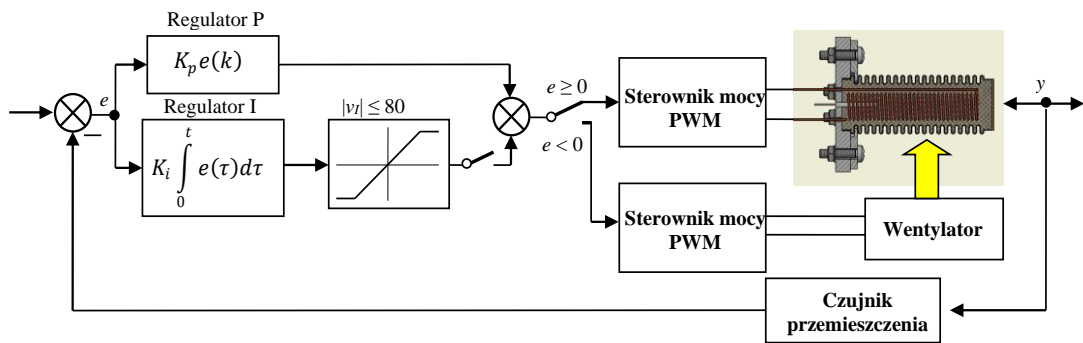 Regulator P
K_p e(k)
e
Regulator I
K_i ∫_0^t e(τ)dτ
|v_I| ≤ 80
e ≥ 0
e < 0
Sterownik mocy
PWM
Sterownik mocy
PWM
Wentylator
y
Czujnik
przemieszczenia